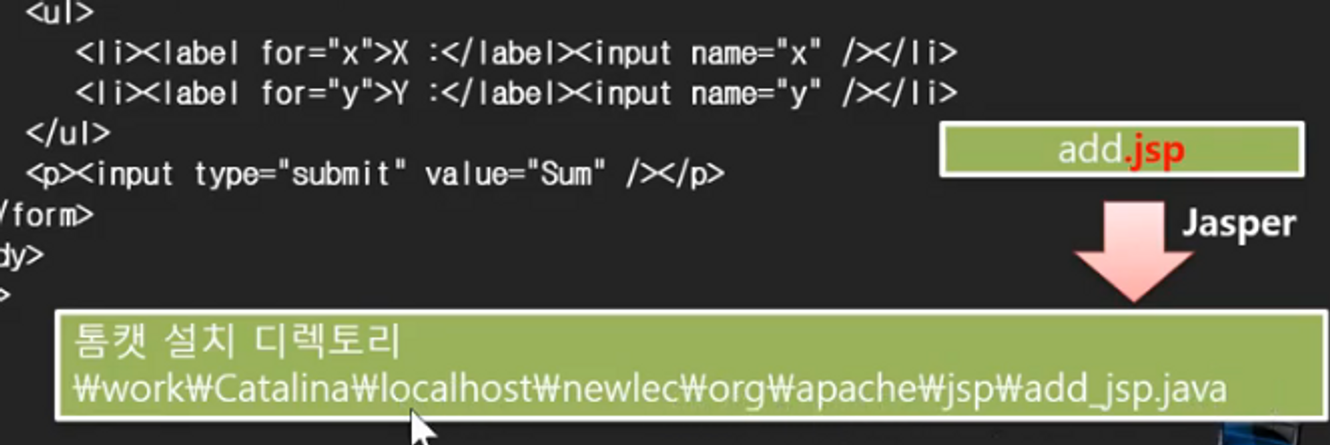 <ul>
<li><label for="x">X :</label><input name="x" /></li>
<li><label for="y">Y :</label><input name="y" /></li>
</ul>
<p><input type="submit" value="Sum" /></p>
/form>
dy>
>
add.jsp
Jasper
톰캣 설치 디렉토리
₩work₩Catalina₩localhost₩newlec₩org₩apache₩jsp₩add_jsp.java